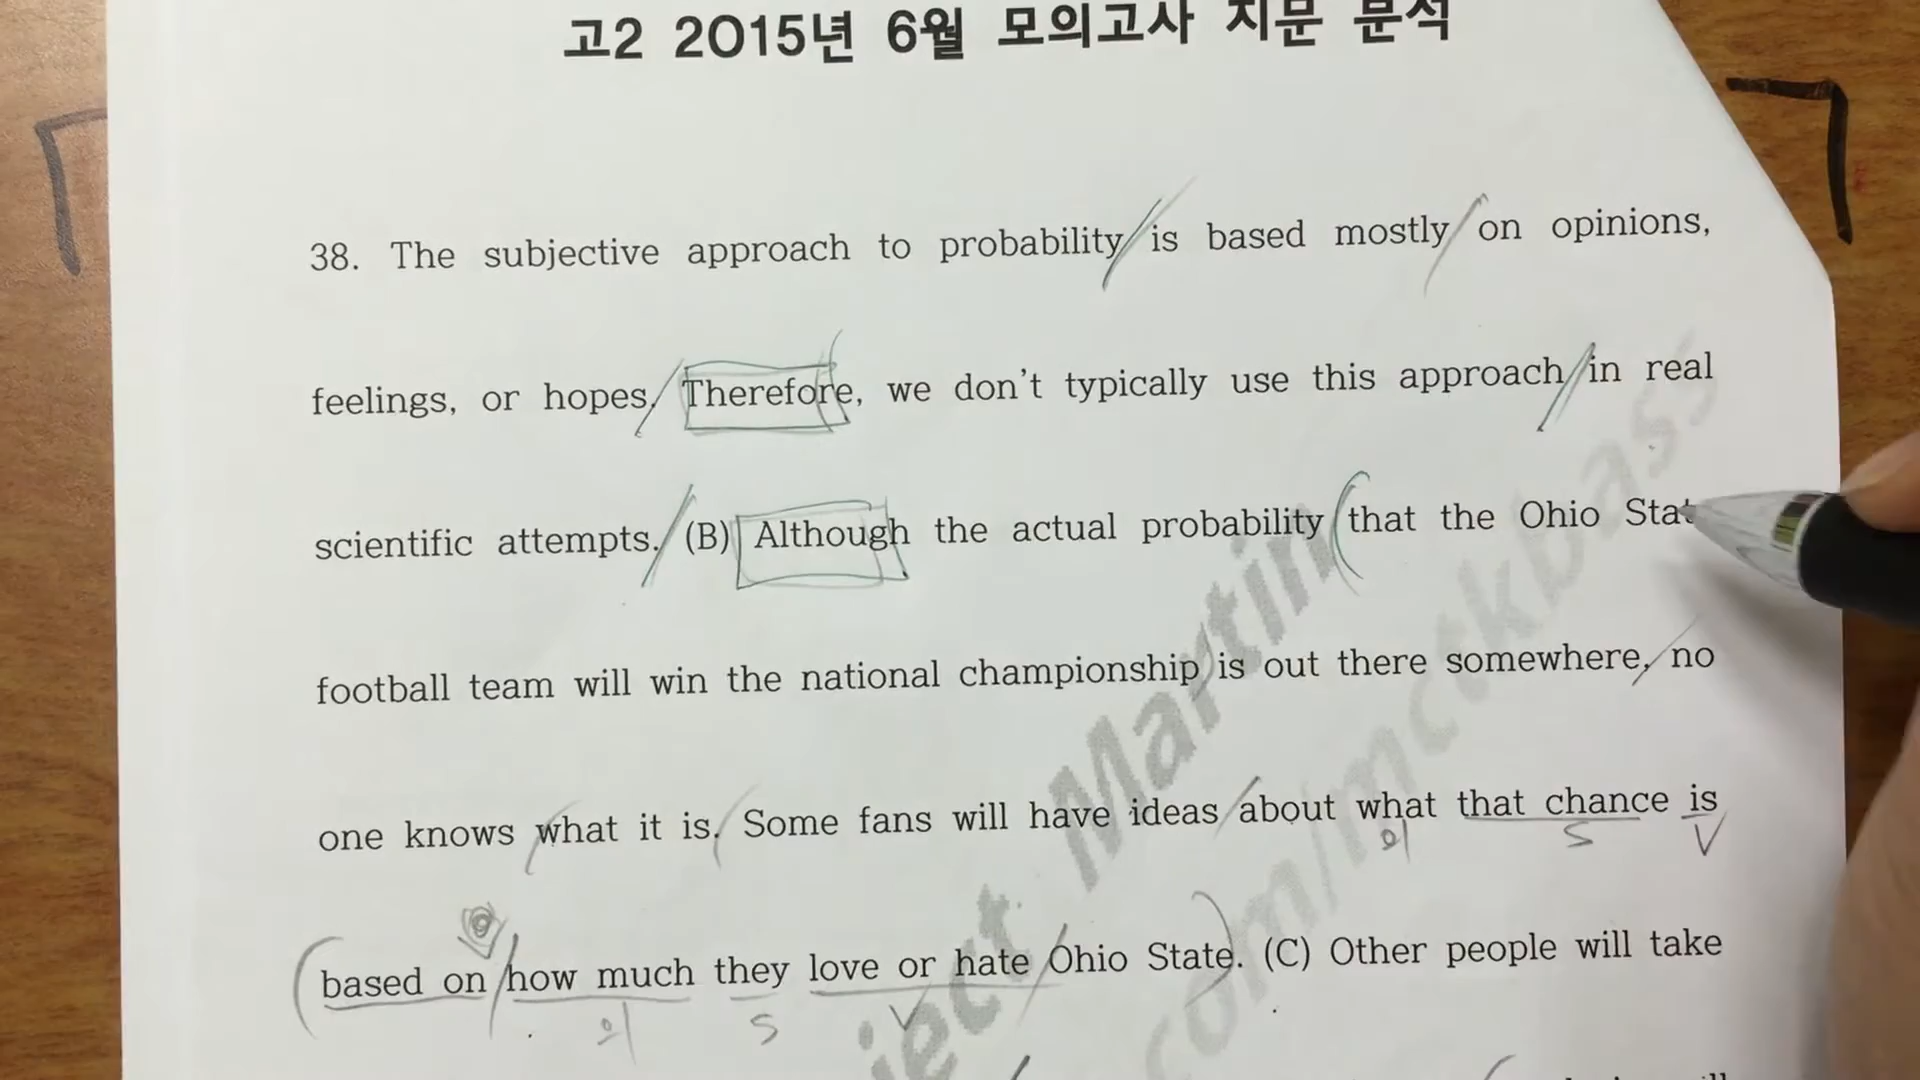 고2 2015년 6월 모의고사 지문 분석
38. The subjective approach to probability is based mostly on opinions,
feelings, or hopes. Therefore, we don't typically use this approach in real
scientific attempts. (B) Although the actual probability that the Ohio
football team will win the national championship is out there somewhere, no
one knows what it is. Some fans will have ideas about what that chance is
의 S V
based on how much they love or hate Ohio State. (C) Other people will take
의 S V